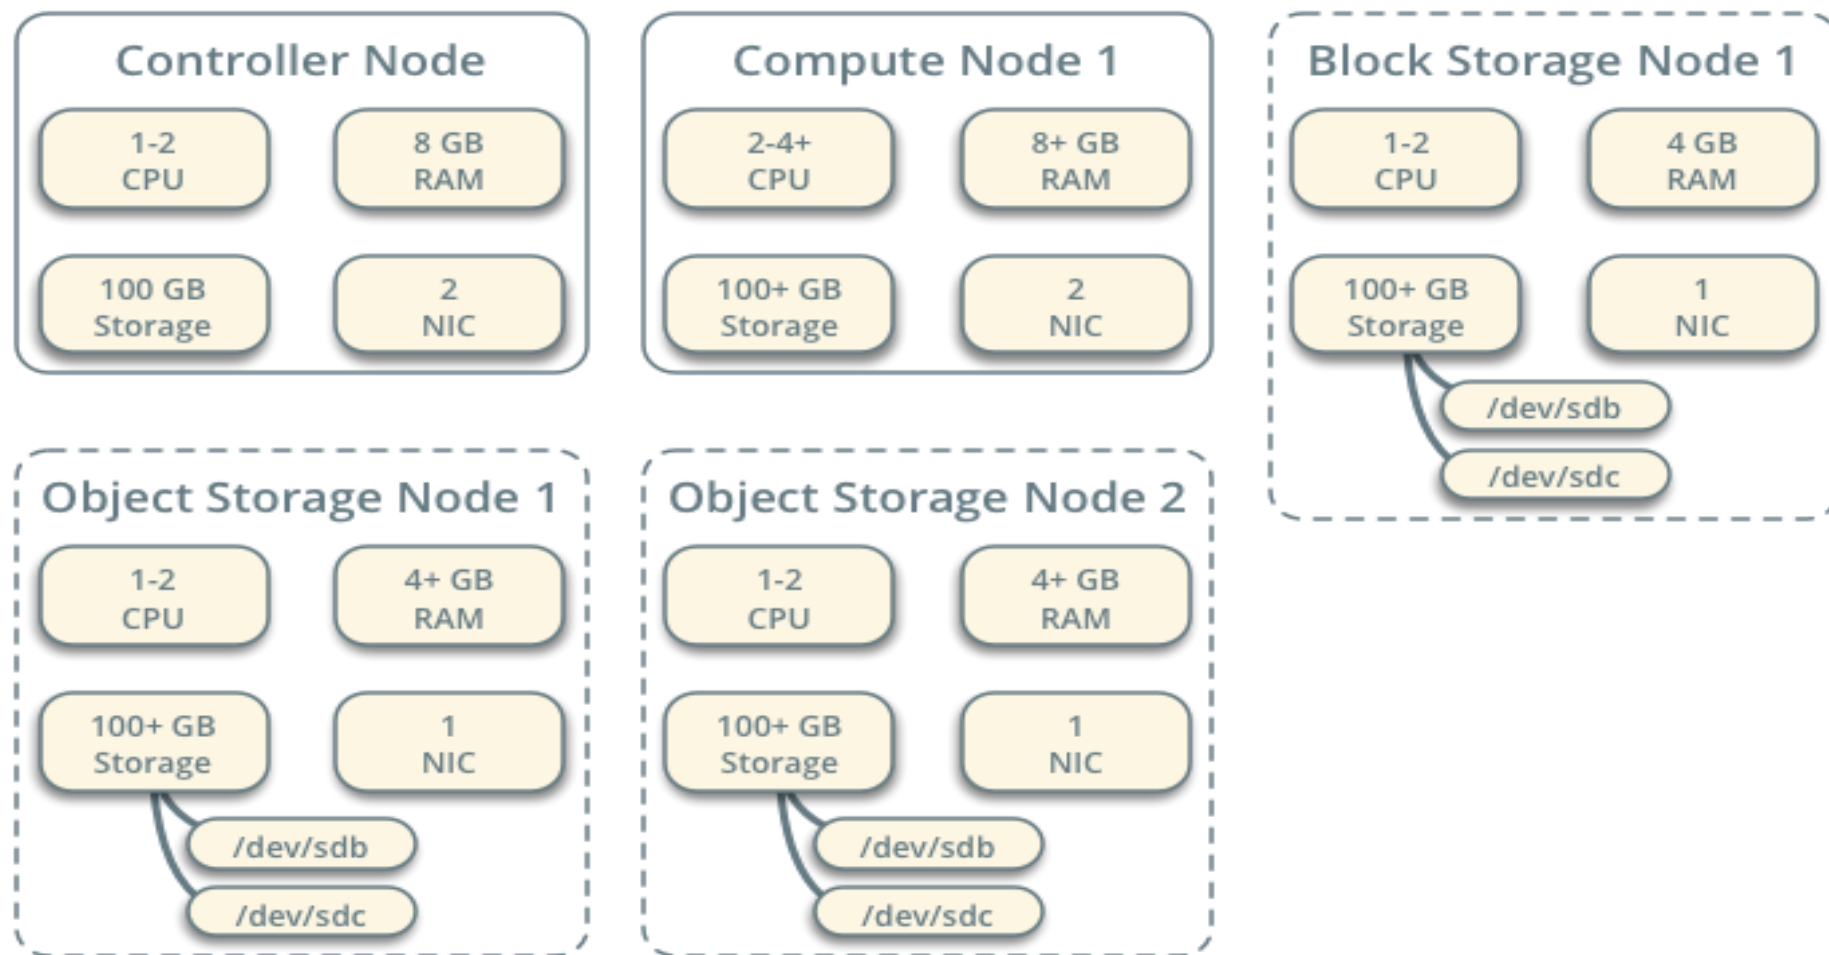 Controller Node
1-2
CPU
8 GB
RAM
100 GB
Storage
2
NIC
Compute Node 1
2-4+
CPU
8+ GB
RAM
100+ GB
Storage
2
NIC
Block Storage Node 1
1-2
CPU
4 GB
RAM
100+ GB
Storage
1
NIC
/dev/sdb
/dev/sdc
Object Storage Node 1
1-2
CPU
4+ GB
RAM
100+ GB
Storage
1
NIC
/dev/sdb
/dev/sdc
Object Storage Node 2
1-2
CPU
4+ GB
RAM
100+ GB
Storage
1
NIC
/dev/sdb
/dev/sdc